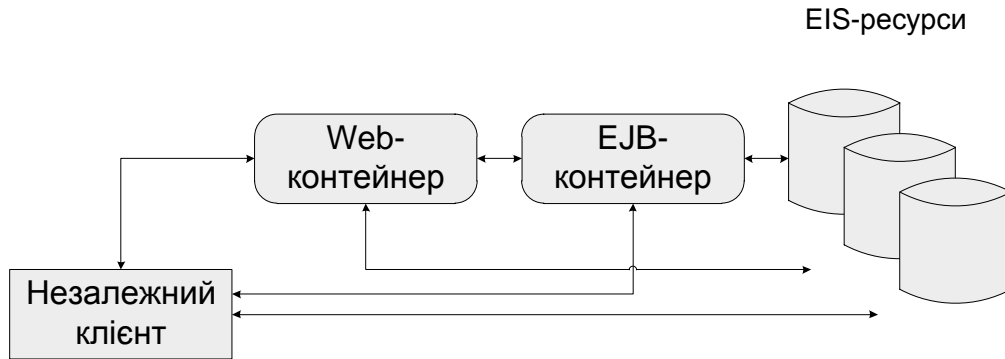 EIS-ресурси
Web-
контейнер
EJB-
контейнер
Незалежний
клієнт